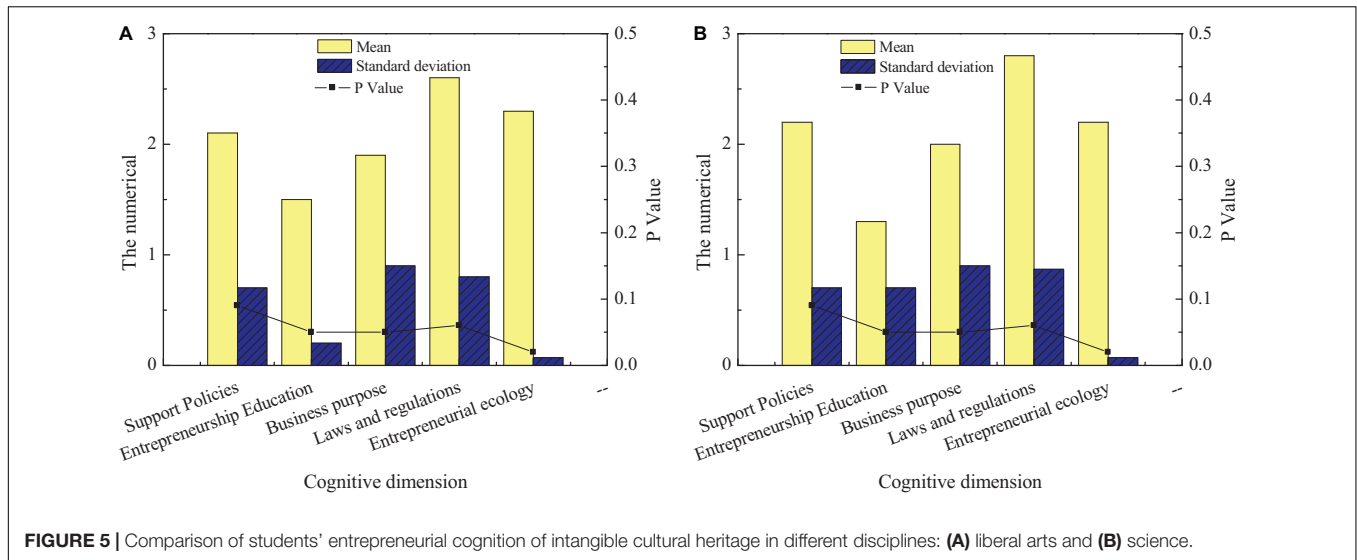 A
Mean
Standard deviation
P Value
3
2
1
0
The numerical
0.5
0.4
0.3
0.2
0.1
0.0
P Value
Support Policies
Entrepreneurship Education
Business purpose
Laws and regulations
Entrepreneurial ecology
--
Cognitive dimension
B
Mean
Standard deviation
P Value
3
2
1
0
The numerical
0.5
0.4
0.3
0.2
0.1
0.0
P Value
Support Policies
Entrepreneurship Education
Business purpose
Laws and regulations
Entrepreneurial ecology
--
Cognitive dimension
FIGURE 5 | Comparison of students' entrepreneurial cognition of intangible cultural heritage in different disciplines: (A) liberal arts and (B) science.